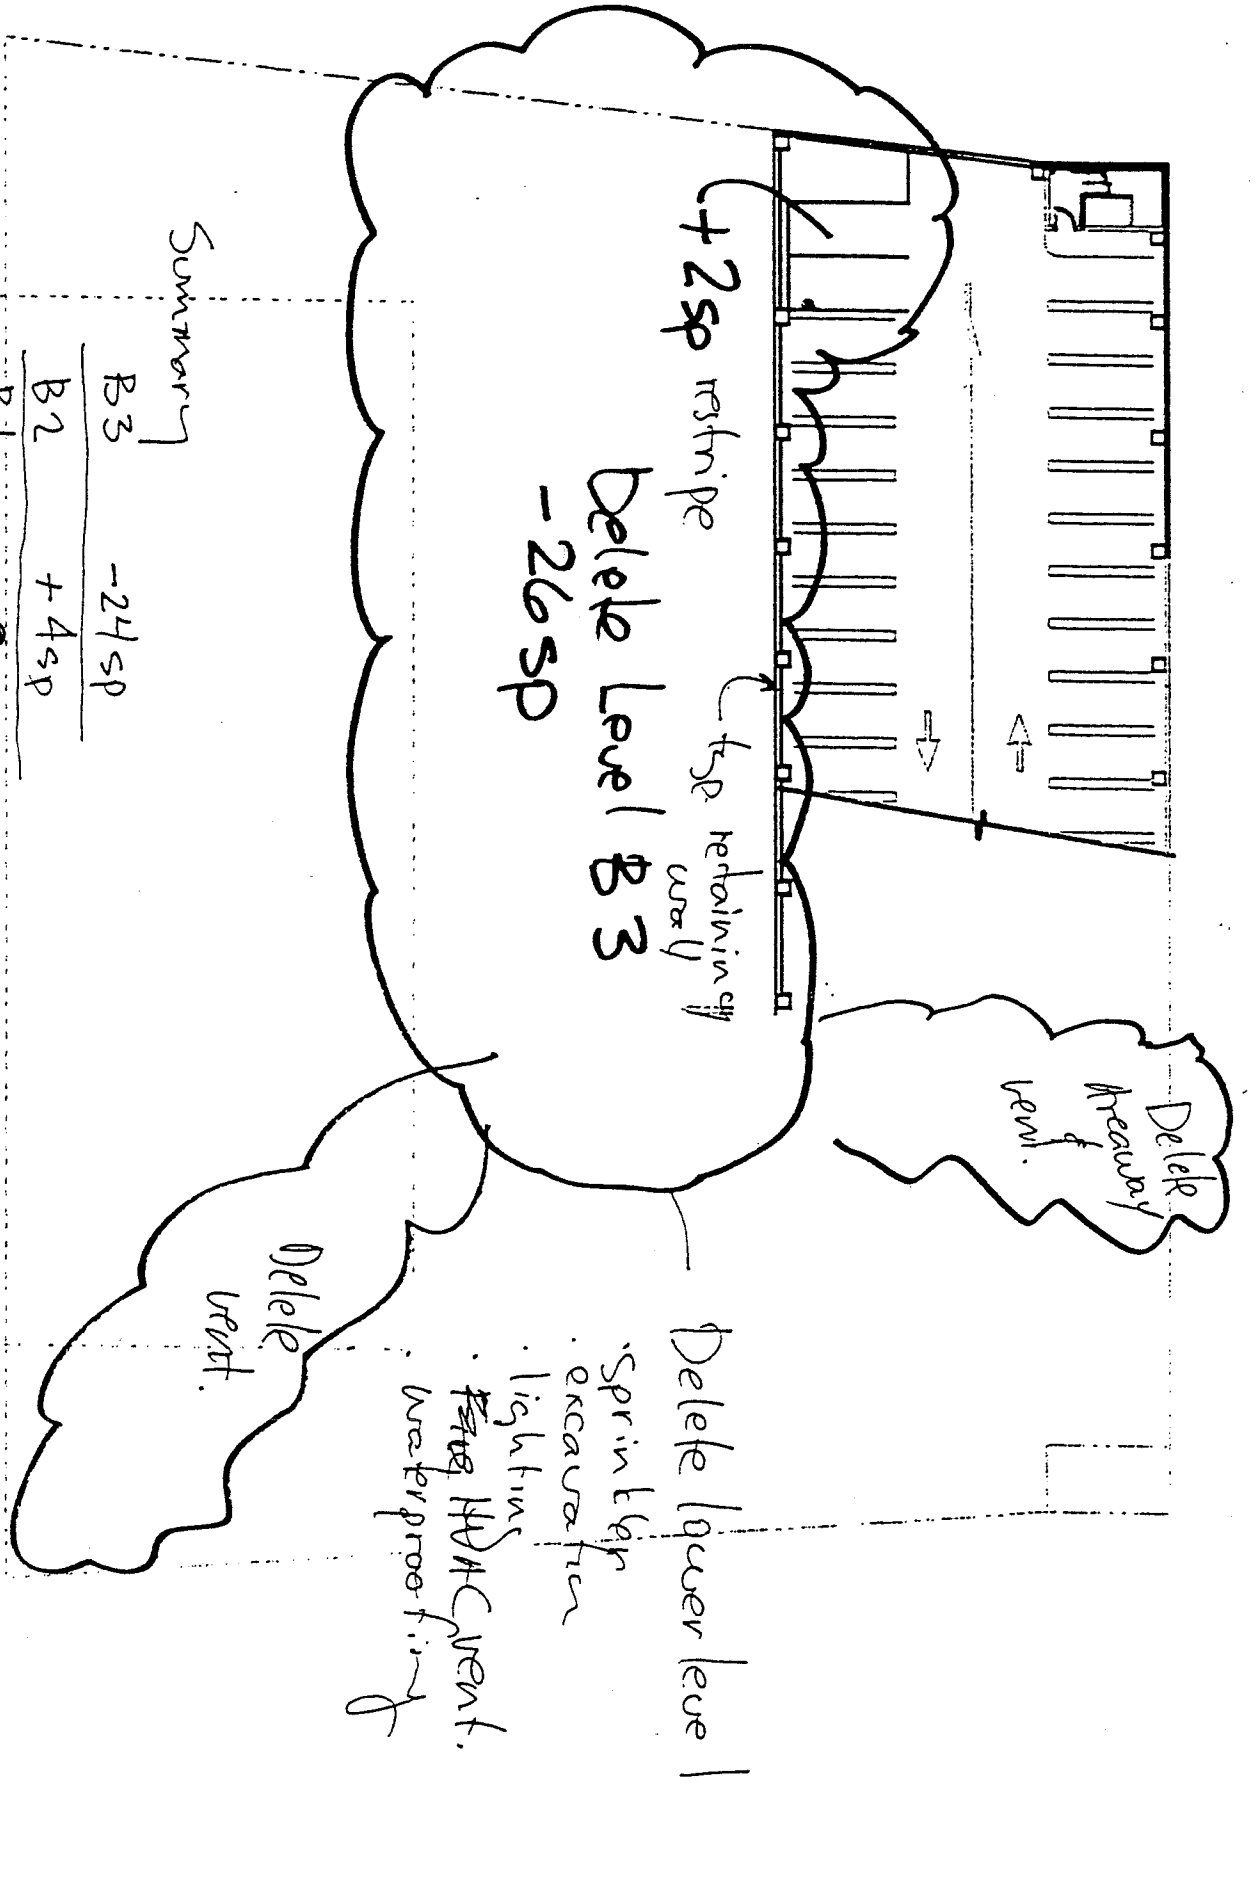 Delete
Areaway
&
vent.
+2sp restripe
typ. retaining
wall
Delete Level B3
-26sp
Delete lower level
· sprinkler
· excavation
· lighting
· HVAC, vent.
· waterproofing
Delete
vent.
Summary
B3 -24sp
B2 +4sp